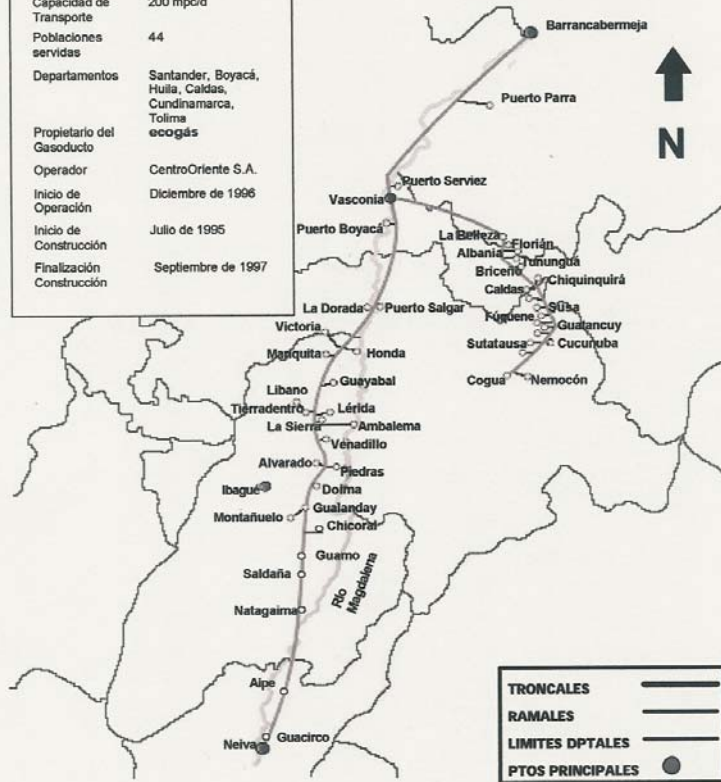 Capacidad de 200 mpc/d
Transporte
Poblaciones 44
servidas
Departamentos Santander, Boyacá,
Huila, Caldas,
Cundinamarca,
Tolima
Propietario del ecogás
Gasoducto
Operador CentroOriente S.A.
Inicio de Diciembre de 1996
Operación
Inicio de Julio de 1995
Construcción
Finalización Septiembre de 1997
Construcción
Barrancabermeja
Puerto Parra
N
Puerto Serviez
Vasconia
Puerto Boyacá
La Belleza
Florián
Albania
Tunungua
Briceño
Chiquinquirá
Caldas
Susa
Fúquene
Guatancuy
Sutatausa
Cucunuba
Cogua
Nemocón
La Dorada
Puerto Salgar
Victoria
Mariquita
Honda
Guayabal
Libano
Tierradentro
Lérida
La Sierra
Ambalema
Venadillo
Alvarado
Piedras
Ibagué
Doima
Gualanday
Montañuelo
Chicoral
Guamo
Saldaña
Río
Magdalena
Natagaima
Aipe
Guacirco
Neiva
TRONCALES
RAMALES
LIMITES DPTALES
PTOS PRINCIPALES